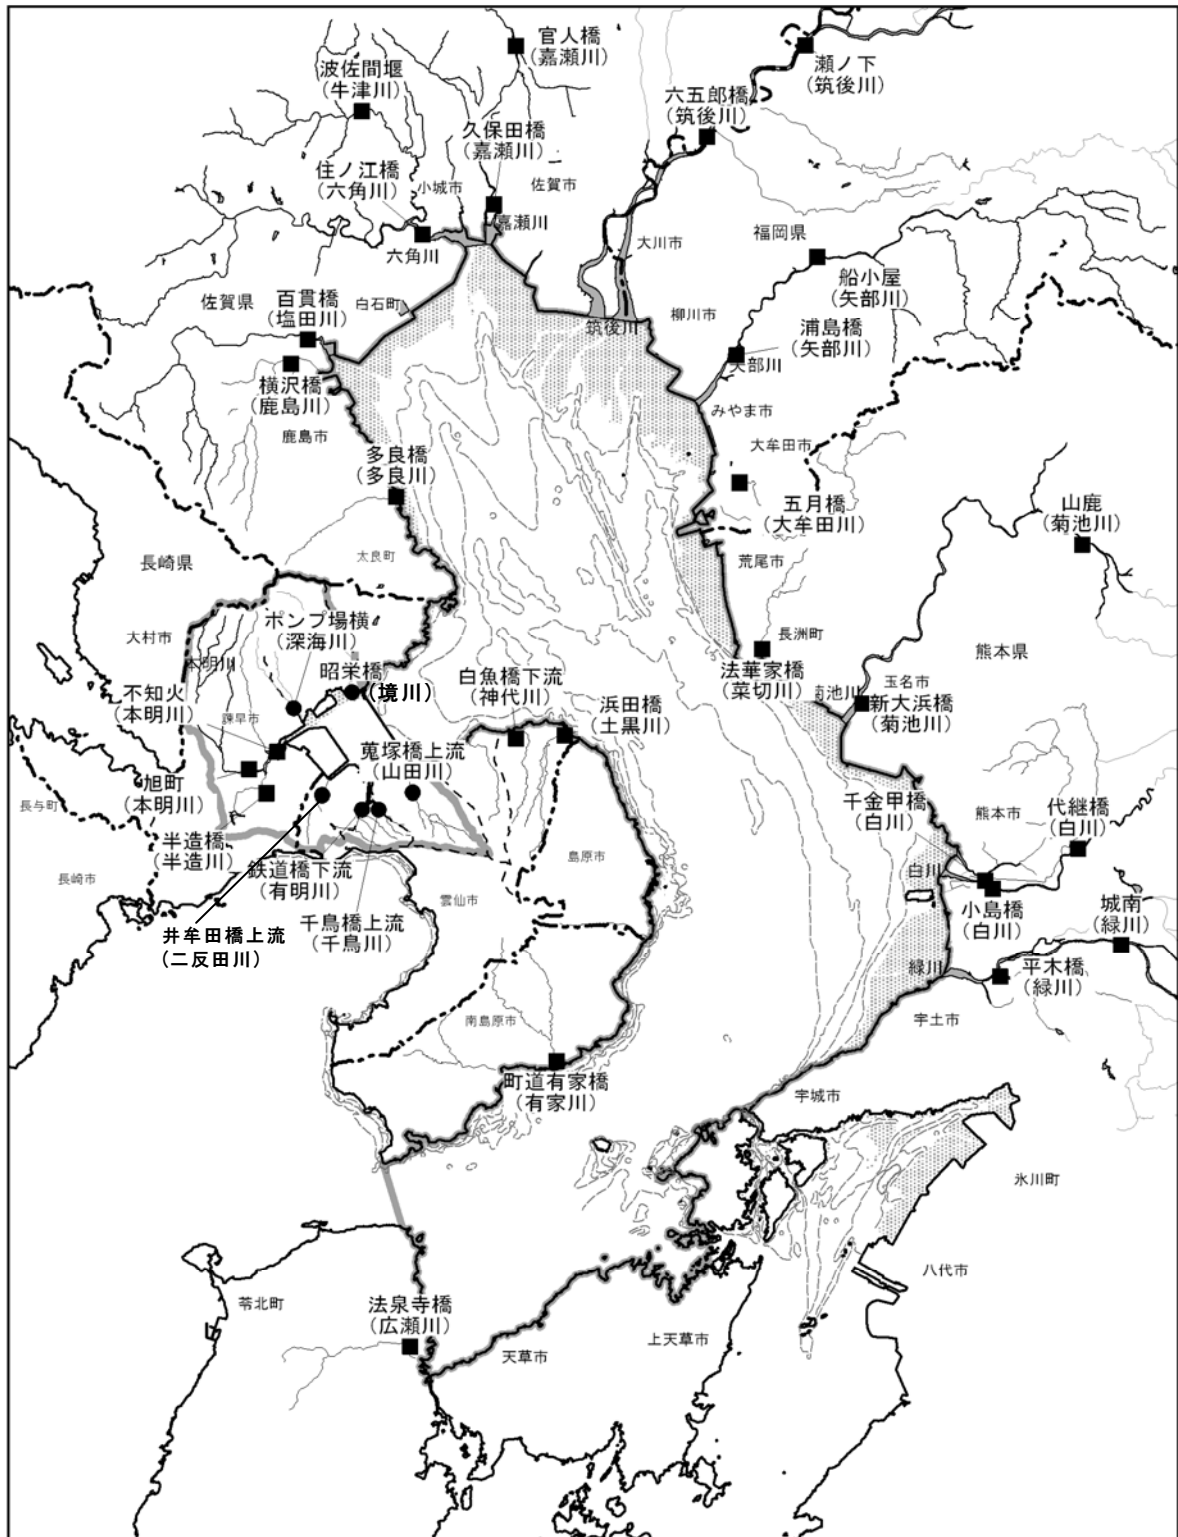 官人橋
(嘉瀬川)
波佐間堰
(牛津川)
瀬ノ下
(筑後川)
六五郎橋
(筑後川)
久保田橋
(嘉瀬川)
住ノ江橋
(六角川)
小城市
佐賀市
嘉瀬川
六角川
大川市
福岡県
船小屋
(矢部川)
佐賀県
百貫橋
(塩田川)
白石町
筑後川
柳川市
浦島橋
(矢部川)
矢部川
横沢橋
(鹿島川)
鹿島市
みやま市
大牟田市
多良橋
(多良川)
五月橋
(大牟田川)
山鹿
(菊池川)
長崎県
太良町
荒尾市
大村市
ポンプ場横
(深海川)
長洲町
熊本県
本明川
昭栄橋
(境川)
白魚橋下流
(神代川)
法華家橋
(菜切川)
玉名市
菊池川
新大浜橋
(菊池川)
不知火
(本明川)
諫早市
浜田橋
(土黒川)
菟塚橋上流
(山田川)
旭町
(本明川)
長与町
千金甲橋
(白川)
熊本市
代継橋
(白川)
半造橋
(半造川)
鉄道橋下流
(有明川)
島原市
白川
長崎市
雲仙市
小島橋
(白川)
城南
(緑川)
千鳥橋上流
(千鳥川)
井牟田橋上流
(二反田川)
緑川
平木橋
(緑川)
南島原市
宇土市
町道有家橋
(有家川)
宇城市
氷川町
八代市
苓北町
法泉寺橋
(広瀬川)
天草市
上天草市